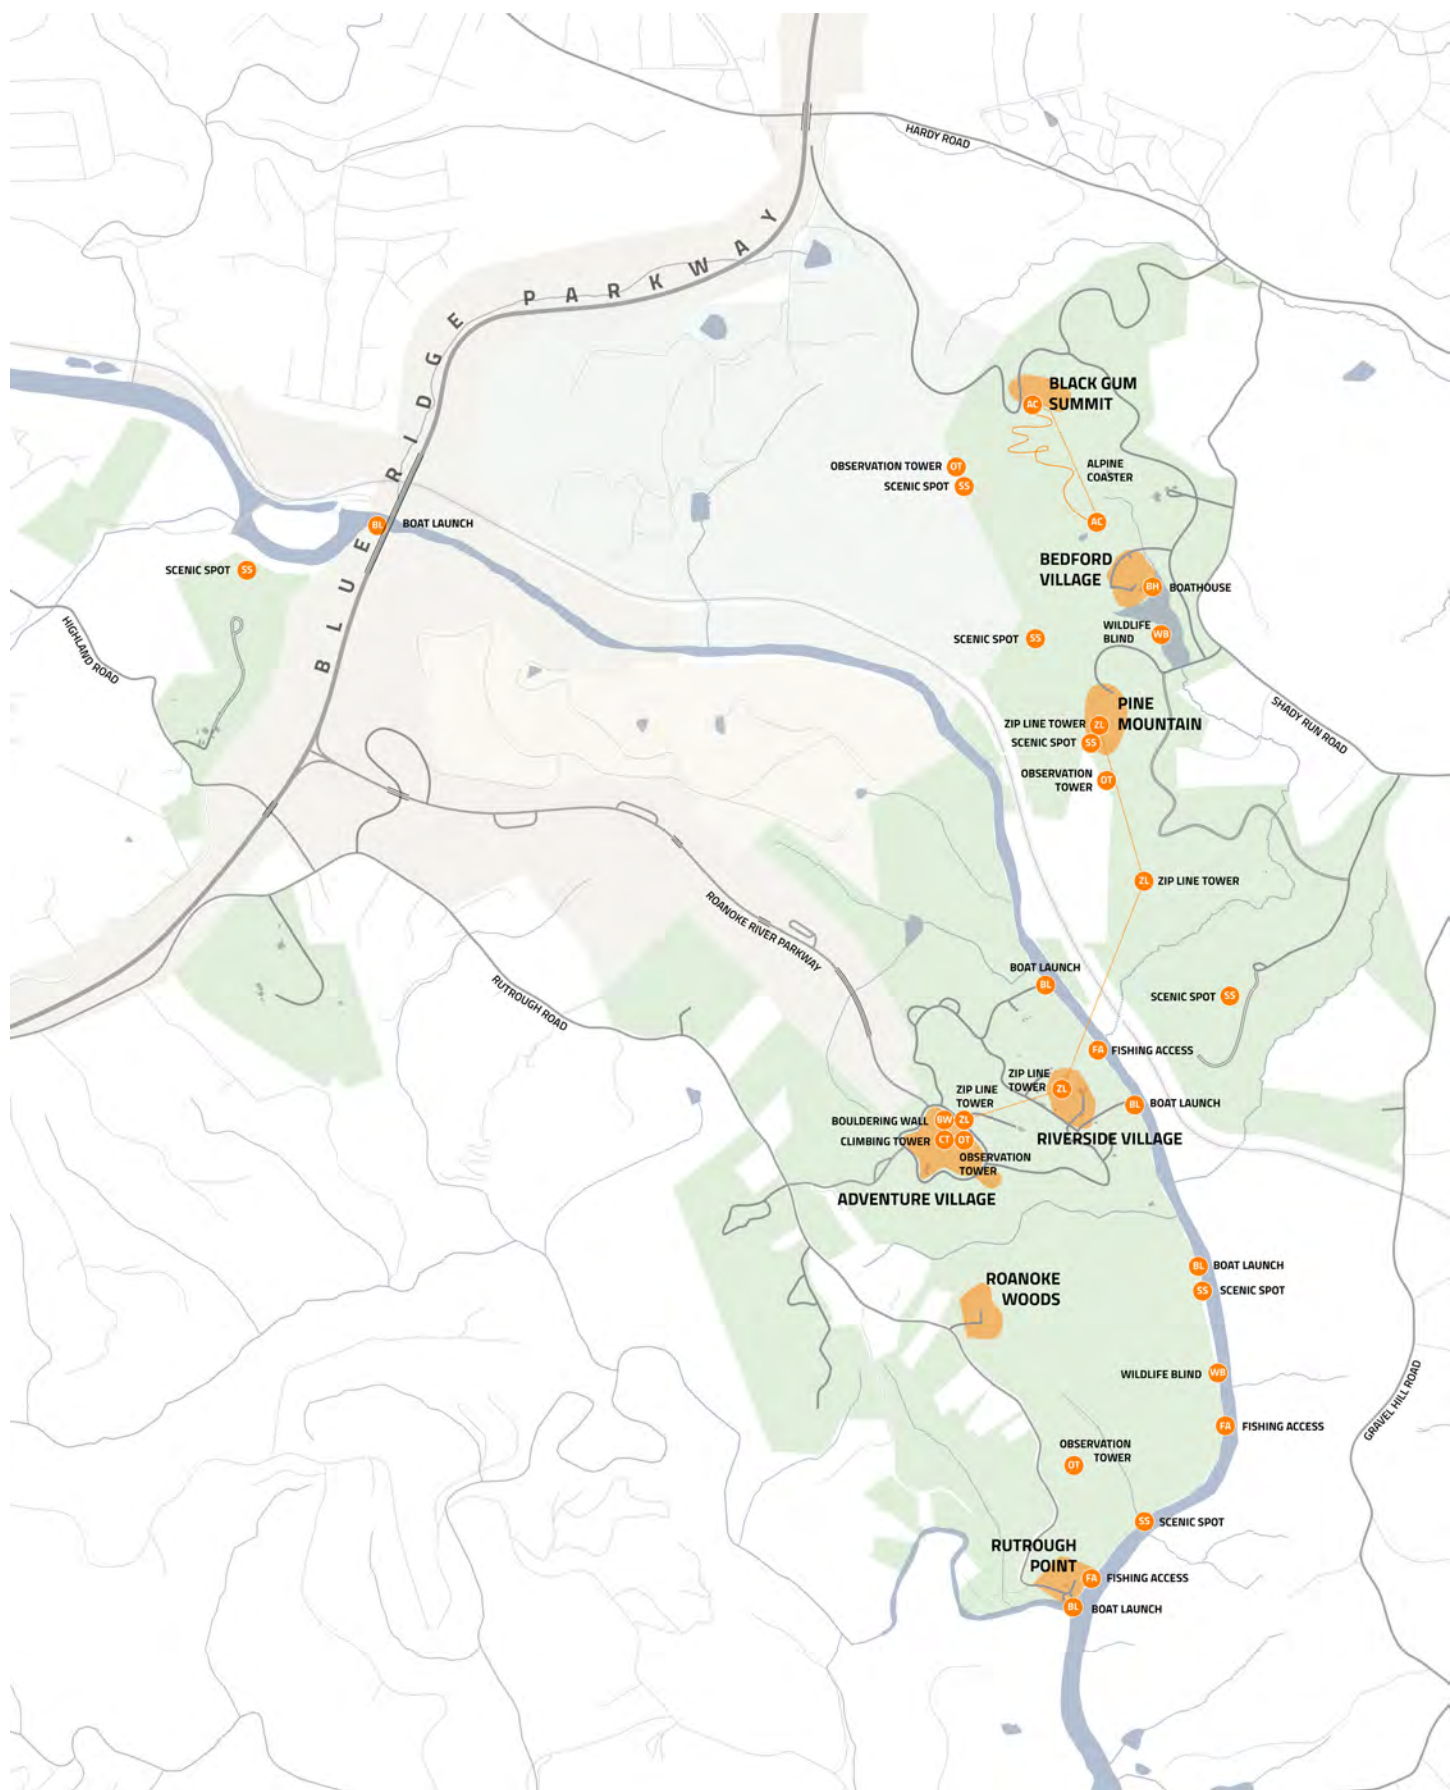 HARDY ROAD
BLUE RIDGE PARKWAY
BLACK GUM
SUMMIT
AC
OBSERVATION TOWER OT
SCENIC SPOT SS
ALPINE
COASTER
AC
BL BOAT LAUNCH
SCENIC SPOT SS
BEDFORD
VILLAGE
BH BOATHOUSE
HIGHLAND ROAD
WILDLIFE
BLIND WB
SCENIC SPOT SS
SHADY RUN ROAD
PINE
MOUNTAIN
ZIP LINE TOWER ZL
SCENIC SPOT SS
OBSERVATION
TOWER OT
ZL ZIP LINE TOWER
ROANOKE RIVER PARKWAY
RUTROUGH ROAD
BOAT LAUNCH
BL
SCENIC SPOT SS
FA FISHING ACCESS
ZIP LINE
TOWER ZL
ZIP LINE
TOWER
BL BOAT LAUNCH
BOULDERING WALL BW ZL
CLIMBING TOWER CT OT
RIVERSIDE VILLAGE
OBSERVATION
TOWER
ADVENTURE VILLAGE
BL BOAT LAUNCH
SS SCENIC SPOT
ROANOKE
WOODS
WILDLIFE BLIND WB
GRAVEL HILL ROAD
FA FISHING ACCESS
OBSERVATION
TOWER
OT
SS SCENIC SPOT
RUTROUGH
POINT
FA FISHING ACCESS
BL BOAT LAUNCH